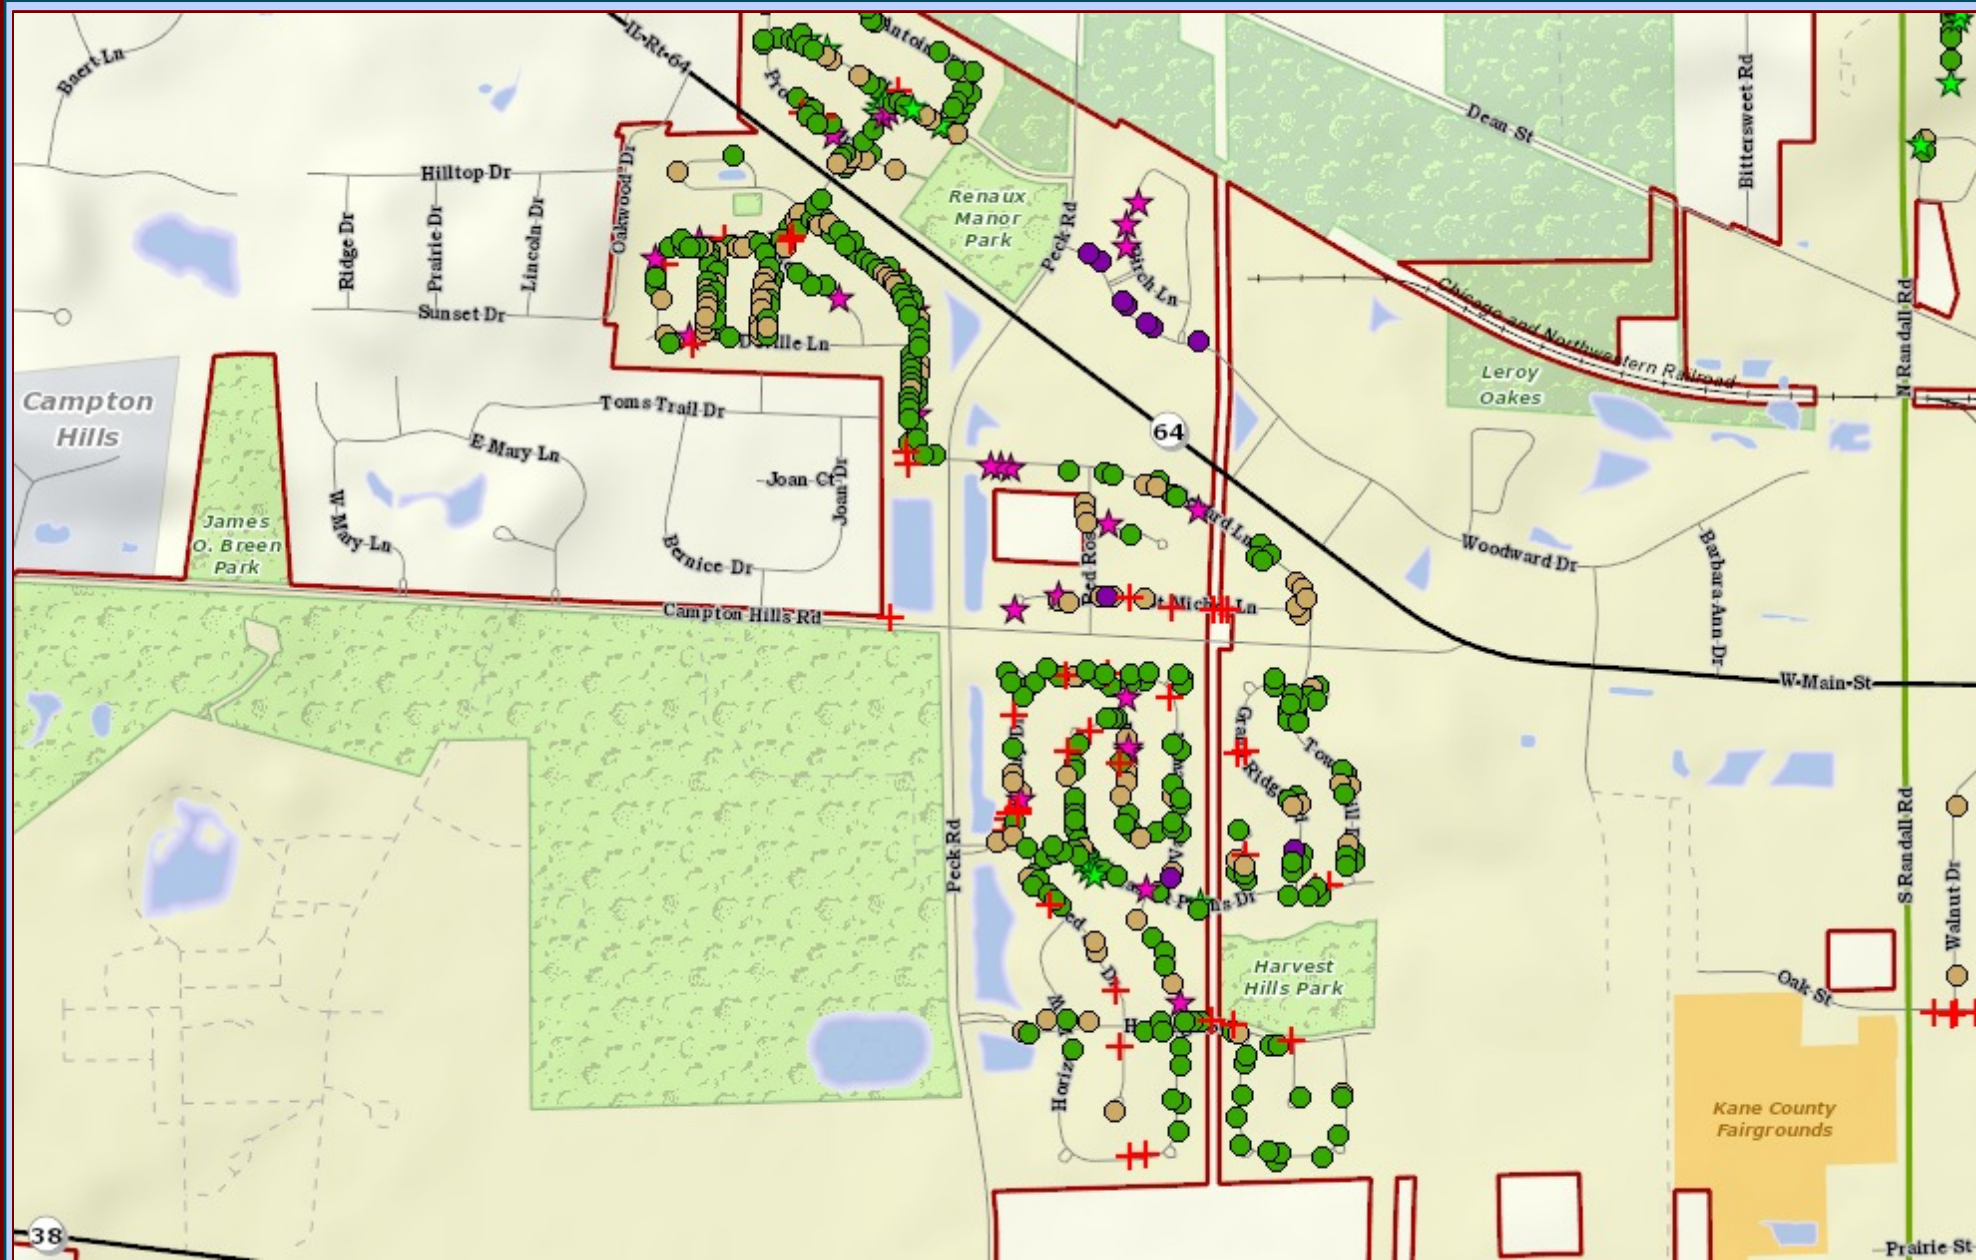 Baert Ln
IL-Rt-64
Dean St
Bittersweet Rd
Hilltop Dr
Oakwood Dr
Ridge Dr
Prairie Dr
Lincoln Dr
Sunset Dr
Renaux
Manor
Park
Peck Rd
N Randall Rd
Chicago and Northwestern Railroad
Leroy
Oakes
Campton
Hills
Toms Trail Dr
E Mary Ln
64
Joan Ct
Joan Dr
W Mary Ln
James
O. Breen
Park
Bernice Dr
Woodward Dr
Barbara Ann Dr
Campton Hills Rd
W Main St
Peck Rd
S Randall Rd
Walnut Dr
Harvest
Hills Park
Oak St
Kane County
Fairgrounds
38
Prairie St